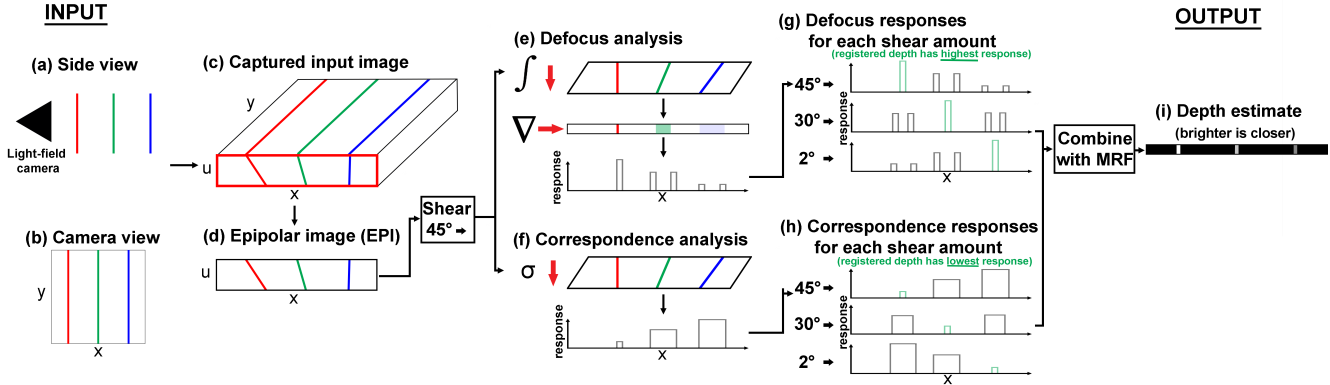 INPUT
(a) Side view
Light-field
camera
(b) Camera view
y
x
(c) Captured input image
y
u
x
(d) Epipolar image (EPI)
u
x
Shear
45°
(e) Defocus analysis
∫
∇
response
x
(f) Correspondence analysis
σ
response
x
(g) Defocus responses
for each shear amount
(registered depth has highest response)
45°
30°
2°
response
x
(h) Correspondence responses
for each shear amount
(registered depth has lowest response)
45°
30°
2°
response
x
Combine
with MRF
OUTPUT
(i) Depth estimate
(brighter is closer)